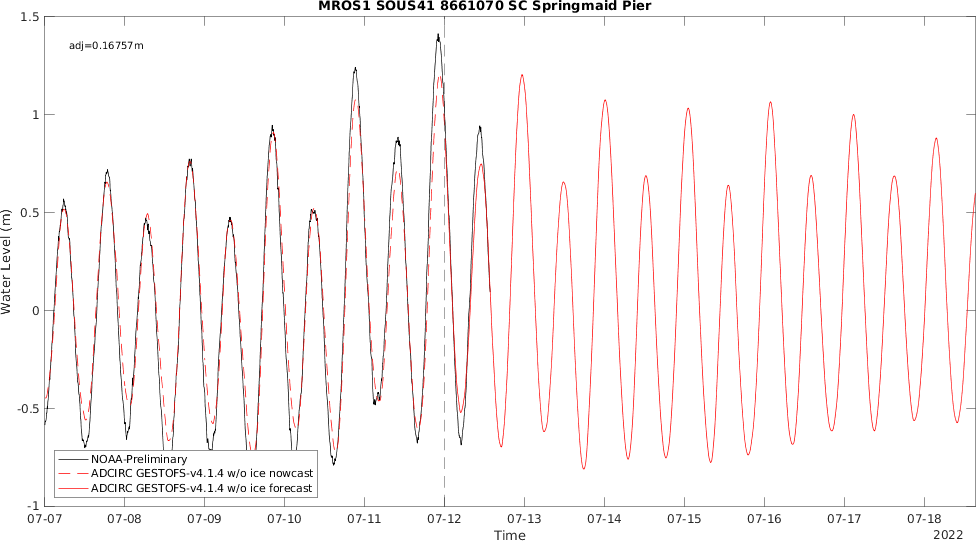 MROS1 SOUS41 8661070 SC Springmaid Pier
1.5
adj=0.16757m
1
0.5
Water Level (m)
0
-0.5
NOAA-Preliminary
ADCIRC GESTOFS-v4.1.4 w/o ice nowcast
ADCIRC GESTOFS-v4.1.4 w/o ice forecast
-1
07-07 07-08 07-09 07-10 07-11 07-12 07-13 07-14 07-15 07-16 07-17 07-18
Time
2022